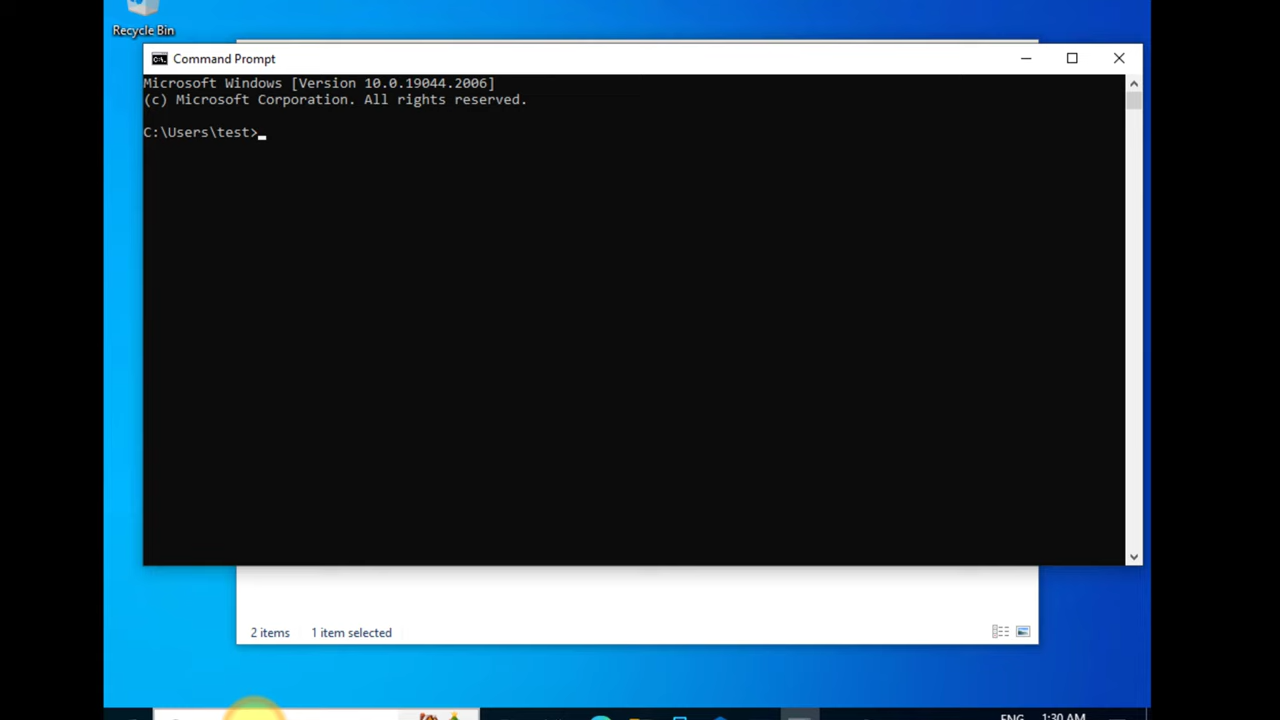 Recycle Bin
Command Prompt
Microsoft Windows [Version 10.0.19044.2006]
(c) Microsoft Corporation. All rights reserved.
C:\Users\test>
2 items 1 item selected
ENG 1:30 AM